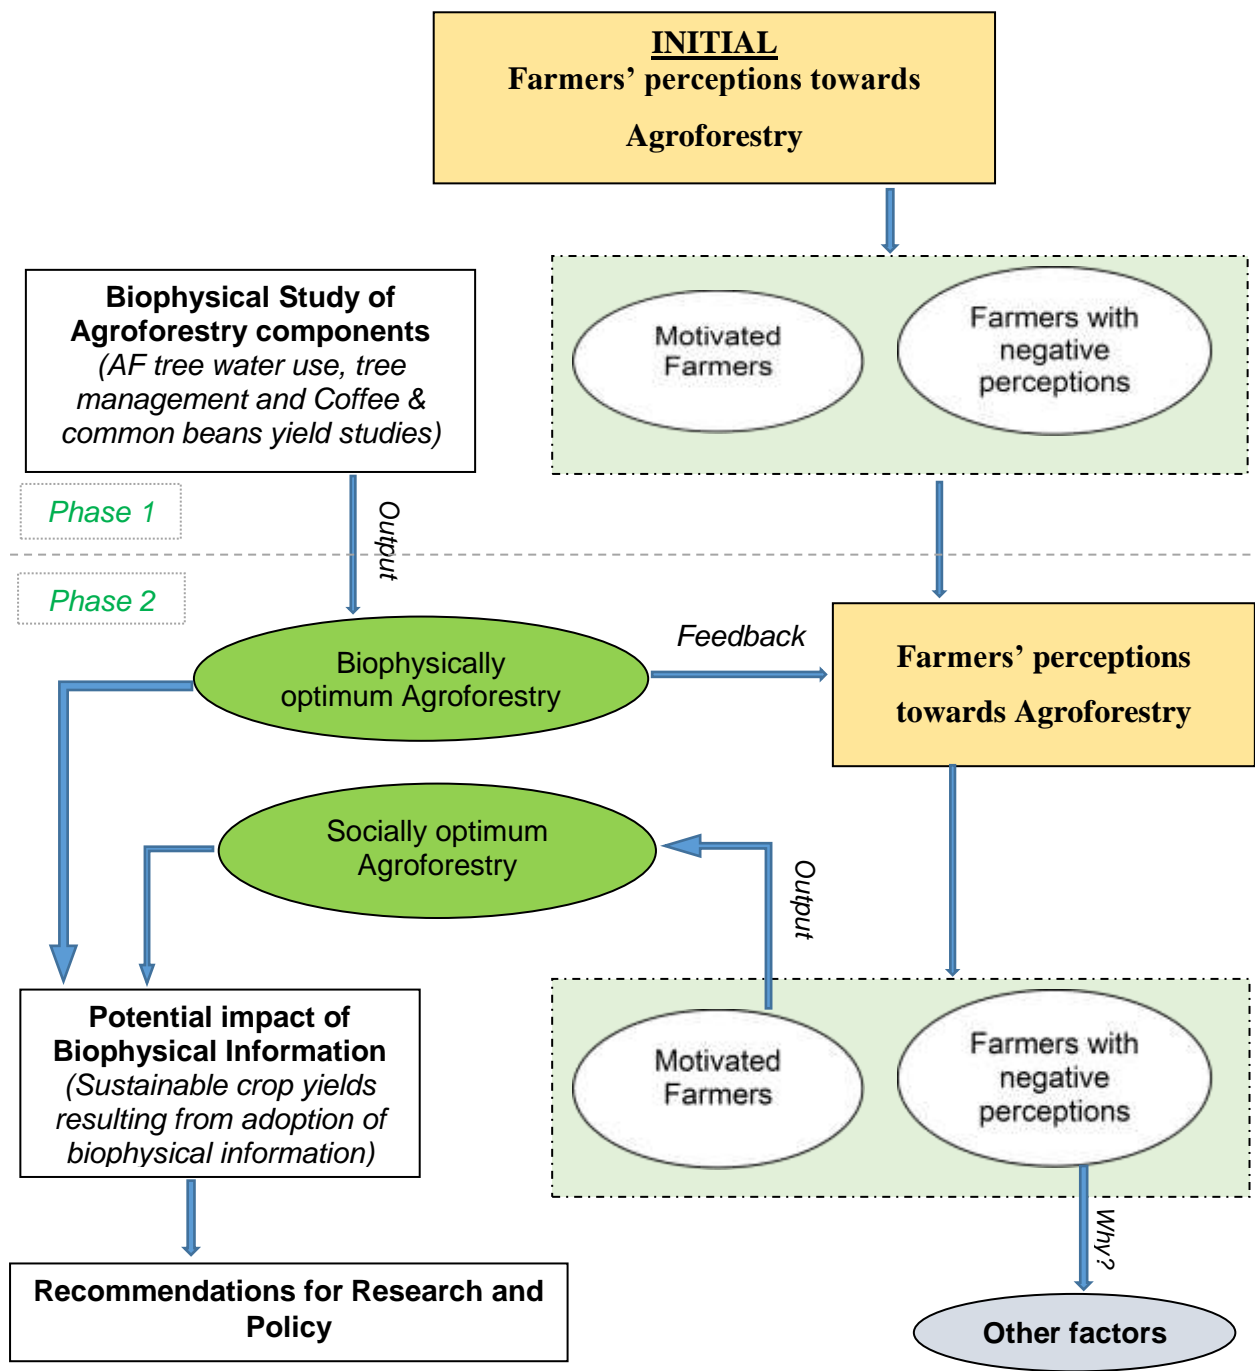 INITIAL
Farmers’ perceptions towards
Agroforestry
Biophysical Study of
Agroforestry components
(AF tree water use, tree
management and Coffee &
common beans yield studies)
Motivated
Farmers
Farmers with
negative
perceptions
Phase 1
Output
Phase 2
Biophysically
optimum Agroforestry
Feedback
Farmers’ perceptions
towards Agroforestry
Socially optimum
Agroforestry
Output
Potential impact of
Biophysical Information
(Sustainable crop yields
resulting from adoption of
biophysical information)
Motivated
Farmers
Farmers with
negative
perceptions
Why?
Recommendations for Research and
Policy
Other factors